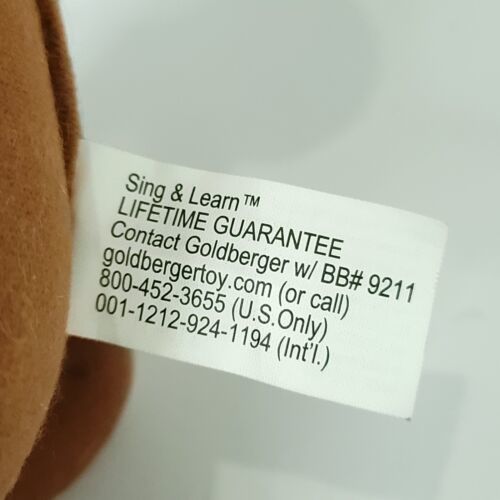 Sing & Learn™
LIFETIME GUARANTEE
Contact Goldberger w/ BB# 9211
goldbergertoy.com (or call)
800-452-3655 (U.S.Only)
001-1212-924-1194 (Int'l.)